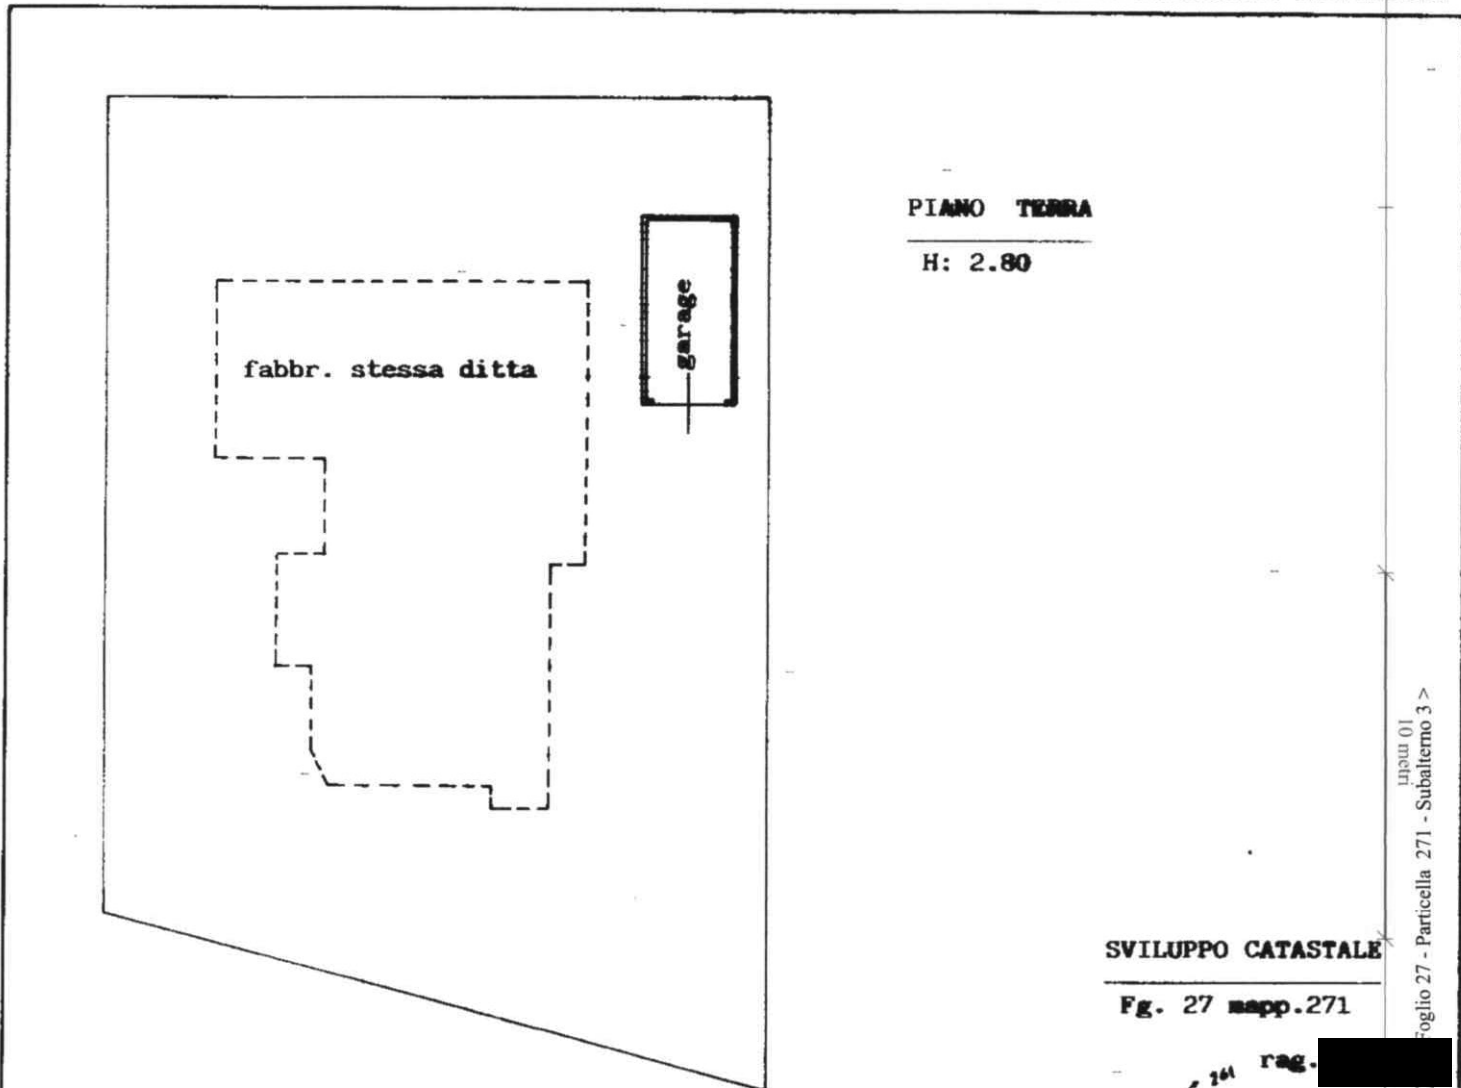 PIANO TERRA
H: 2.80
garage
fabbr. stessa ditta
10 metri
Foglio 27 - Particella 271 - Subalterno 3 >
SVILUPPO CATASTALE
Fg. 27 mapp.271
rag.
261